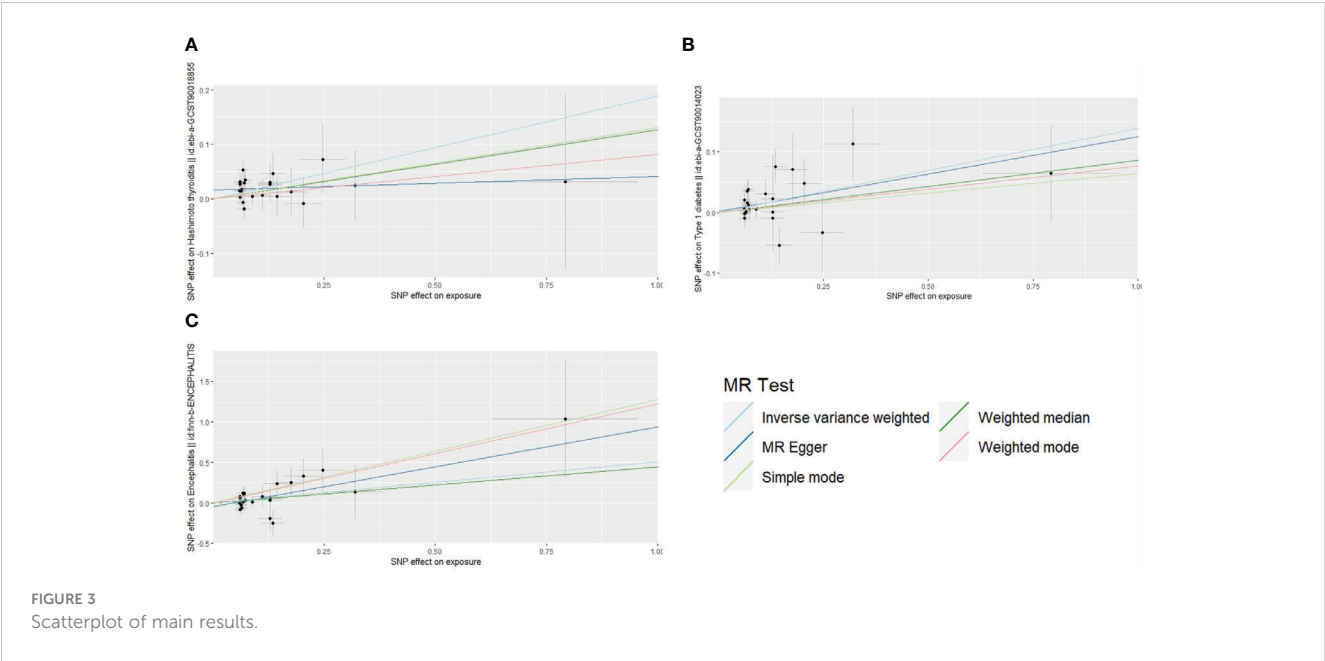 A
SNP effect on Hashimoto thyroiditis || id:ebi-a-GCST90018855
0.2
0.1
0.0
-0.1
0.25
0.50
0.75
1.00
SNP effect on exposure
B
SNP effect on Type 1 diabetes || id:ebi-a-GCST90014023
0.1
0.0
-0.1
0.25
0.50
0.75
1.0
SNP effect on exposure
C
SNP effect on Encephalitis || id:finn-b-ENCEPHALITIS
1.5
1.0
0.5
0.0
-0.5
0.25
0.50
0.75
1.00
SNP effect on exposure
MR Test
Inverse variance weighted
MR Egger
Simple mode
Weighted median
Weighted mode
FIGURE 3
Scatterplot of main results.